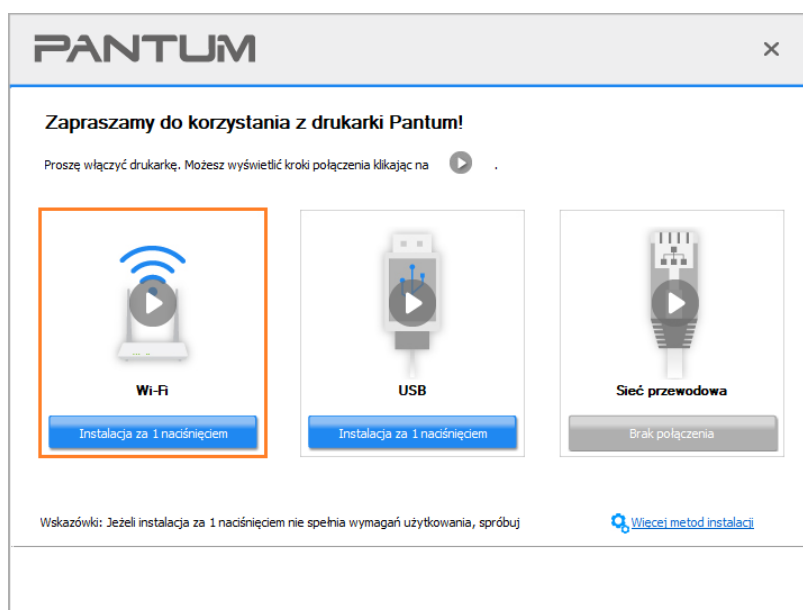 PANTUM
Zapraszamy do korzystania z drukarki Pantum!
Proszę włączyć drukarkę. Możesz wyświetlić kroki połączenia klikając na .
Wi-Fi
USB
Sieć przewodowa
Instalacja za 1 naciśnięciem
Instalacja za 1 naciśnięciem
Brak połączenia
Wskazówki: Jeżeli instalacja za 1 naciśnięciem nie spełnia wymagań użytkowania, spróbuj Więcej metod instalacji